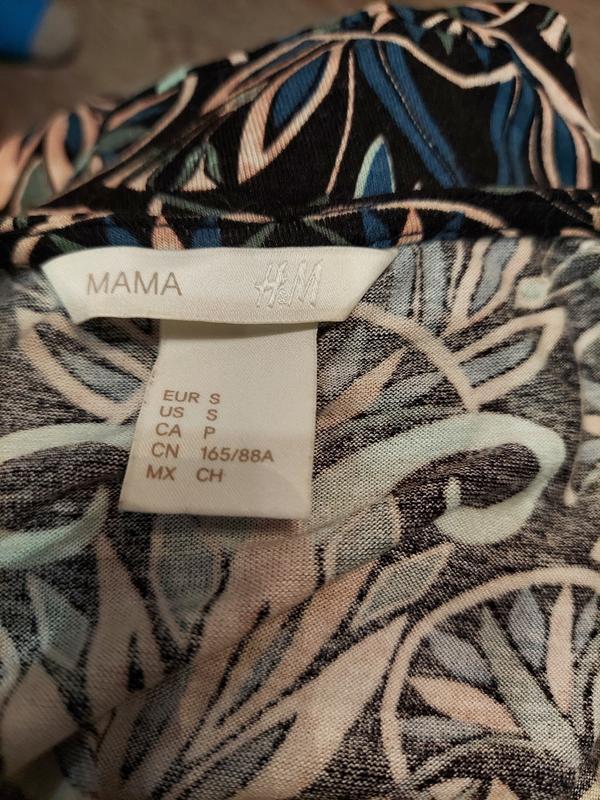 MAMA H&M
EUR S
US S
CA P
CN 165/88A
MX CH